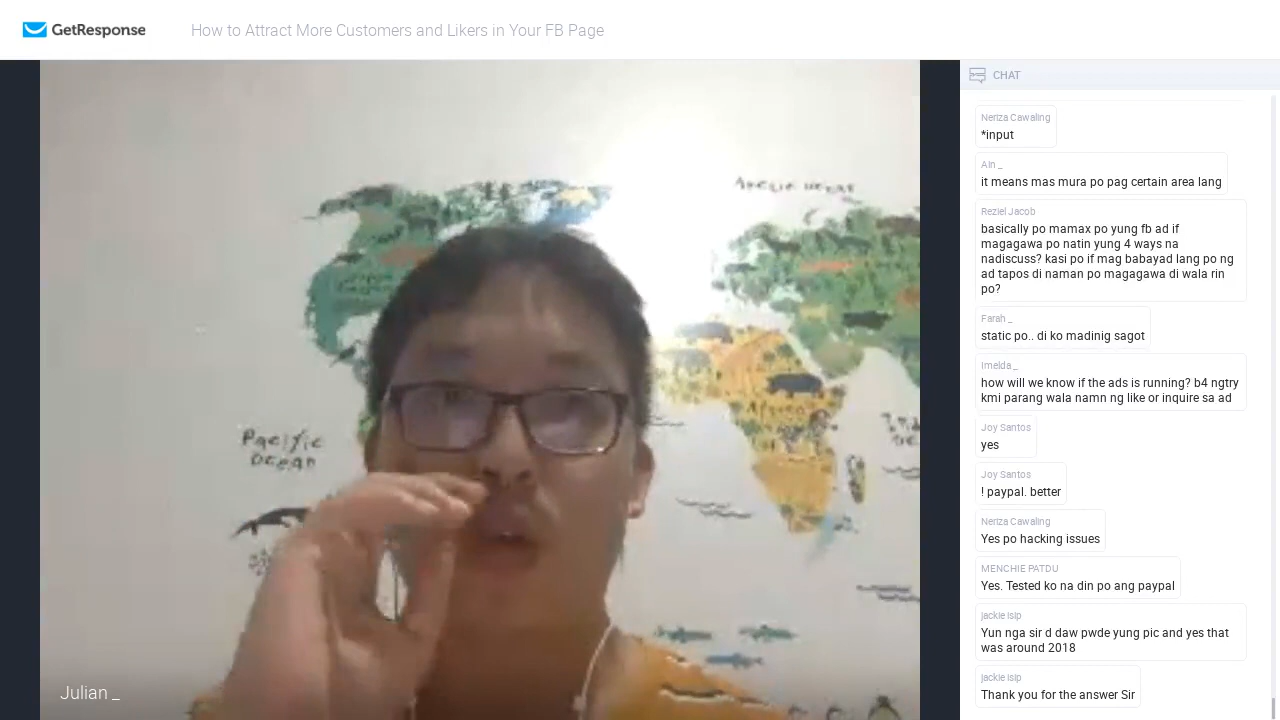 GetResponse
How to Attract More Customers and Likers in Your FB Page
CHAT
Neriza Cawaling
*input
Ain _
it means mas mura po pag certain area lang
Reziel Jacob
basically po mamax po yung fb ad if
magagawa po natin yung 4 ways na
nadiscuss? kasi po if mag babayad lang po ng
ad tapos di naman po magagawa di wala rin
po?
Farah _
static po.. di ko madinig sagot
Imelda _
how will we know if the ads is running? b4 ngtry
kmi parang wala namn ng like or inquire sa ad
Joy Santos
yes
Joy Santos
! paypal. better
Neriza Cawaling
Yes po hacking issues
MENCHIE PATDU
Yes. Tested ko na din po ang paypal
jackie isip
Yun nga sir d daw pwde yung pic and yes that
was around 2018
jackie isip
Thank you for the answer Sir
Pacific
Ocean
Africa
Julian _